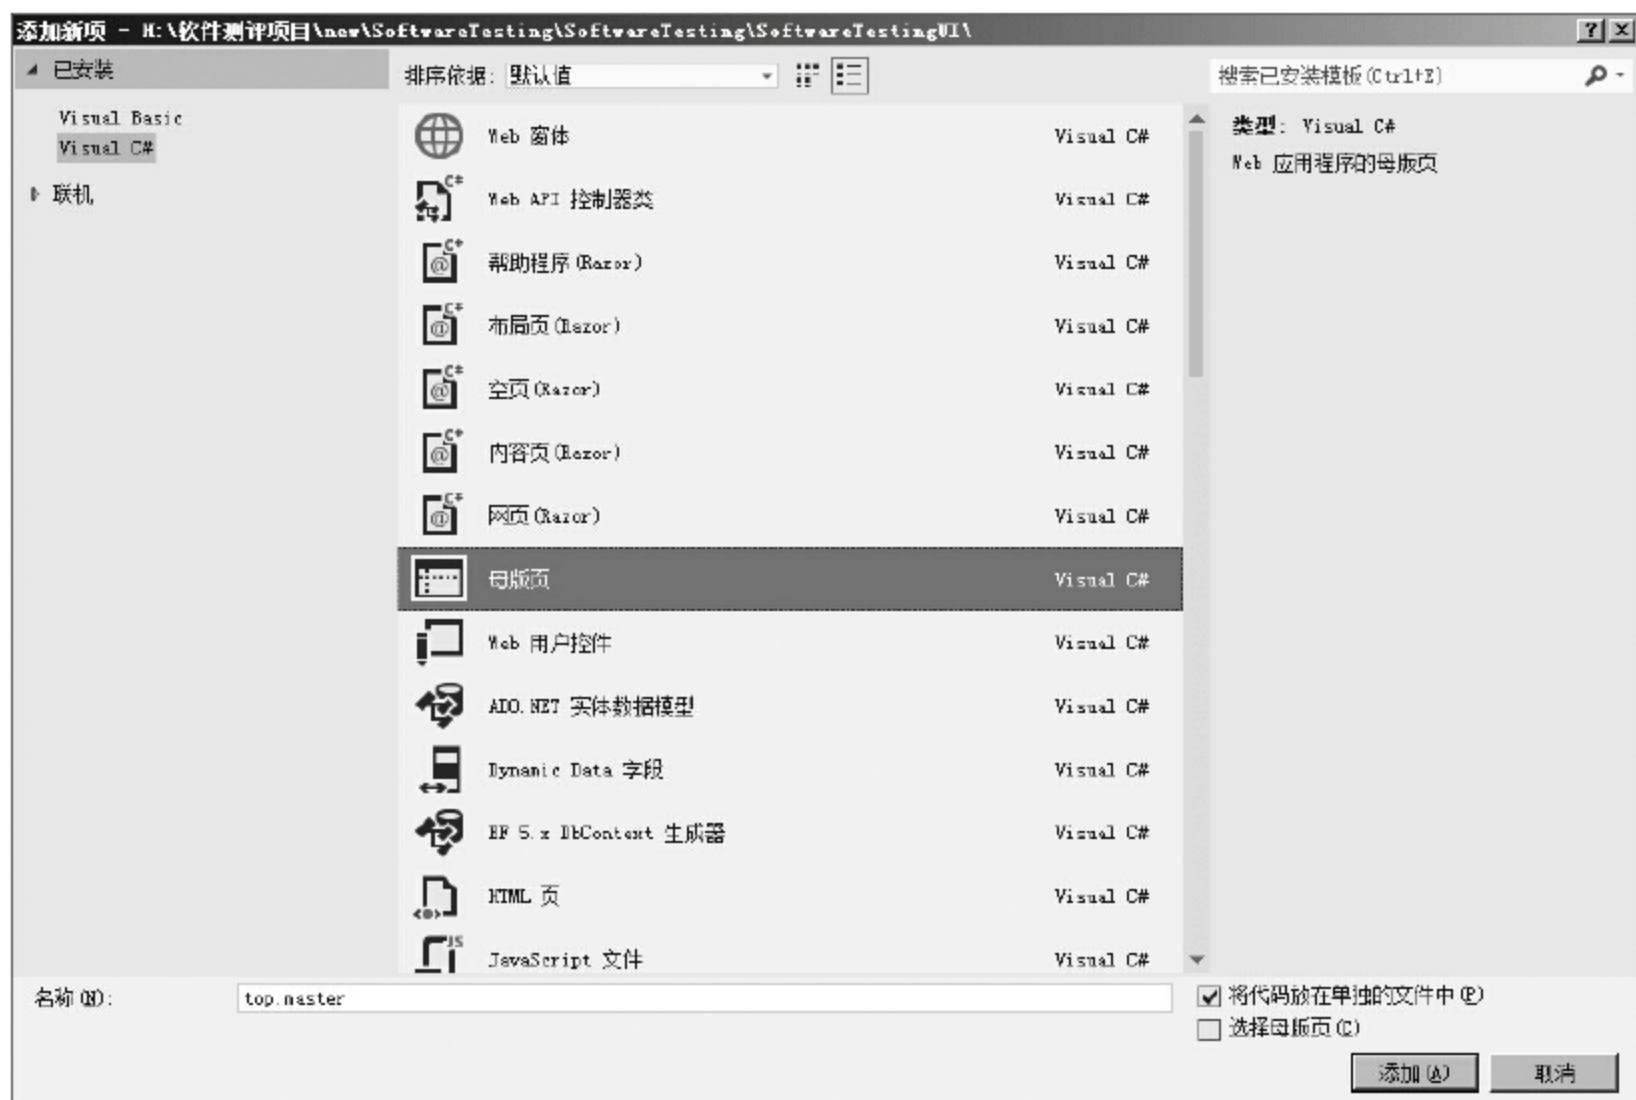 添加新项 - H:\软件测评项目\new\SoftwareTesting\SoftwareTesting\SoftwareTestingUI\
已安装
排序依据: 默认值
搜索已安装模板(Ctrl+E)
Visual Basic
Visual C#
联机
Web 窗体 Visual C#
Web API 控制器类 Visual C#
帮助程序(Razor) Visual C#
布局页(Razor) Visual C#
空页(Razor) Visual C#
内容页(Razor) Visual C#
网页(Razor) Visual C#
母版页 Visual C#
Web 用户控件 Visual C#
ADO.NET 实体数据模型 Visual C#
Dynamic Data 字段 Visual C#
EF 5.x DbContext 生成器 Visual C#
HTML 页 Visual C#
JavaScript 文件 Visual C#
类型: Visual C#
Web 应用程序的母版页
名称(N): top.master
将代码放在单独的文件中(P)
选择母版页(C)
添加(A) 取消